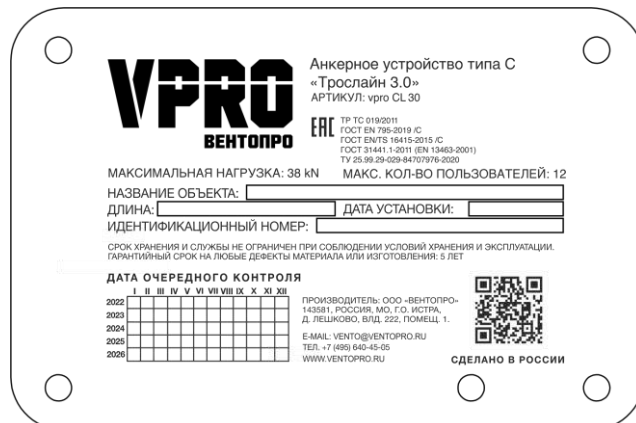 VPRO
ВЕНТОПРО
Анкерное устройство типа С
«Трослайн 3.0»
АРТИКУЛ: vpro CL 30
EAC
ТР ТС 019/2011
ГОСТ EN 795-2019 /С
ГОСТ EN/TS 16415-2015 /С
ГОСТ 31441.1-2011 (EN 13463-2001)
ТУ 25.99.29-029-84707976-2020
МАКСИМАЛЬНАЯ НАГРУЗКА: 38 kN МАКС. КОЛ-ВО ПОЛЬЗОВАТЕЛЕЙ: 12
НАЗВАНИЕ ОБЪЕКТА:
ДЛИНА: ДАТА УСТАНОВКИ:
ИДЕНТИФИКАЦИОННЫЙ НОМЕР:
СРОК ХРАНЕНИЯ И СЛУЖБЫ НЕ ОГРАНИЧЕН ПРИ СОБЛЮДЕНИИ УСЛОВИЙ ХРАНЕНИЯ И ЭКСПЛУАТАЦИИ.
ГАРАНТИЙНЫЙ СРОК НА ЛЮБЫЕ ДЕФЕКТЫ МАТЕРИАЛА ИЛИ ИЗГОТОВЛЕНИЯ: 5 ЛЕТ
ДАТА ОЧЕРЕДНОГО КОНТРОЛЯ
I II III IV V VI VII VIII IX X XI XII
2022
2023
2024
2025
2026
ПРОИЗВОДИТЕЛЬ: ООО «ВЕНТОПРО»
143581, РОССИЯ, МО, Г.О. ИСТРА,
Д. ЛЕШКОВО, ВЛД. 222, ПОМЕЩ. 1.
E-MAIL: VENTO@VENTOPRO.RU
ТЕЛ. +7 (495) 640-45-05
WWW.VENTOPRO.RU
СДЕЛАНО В РОССИИ